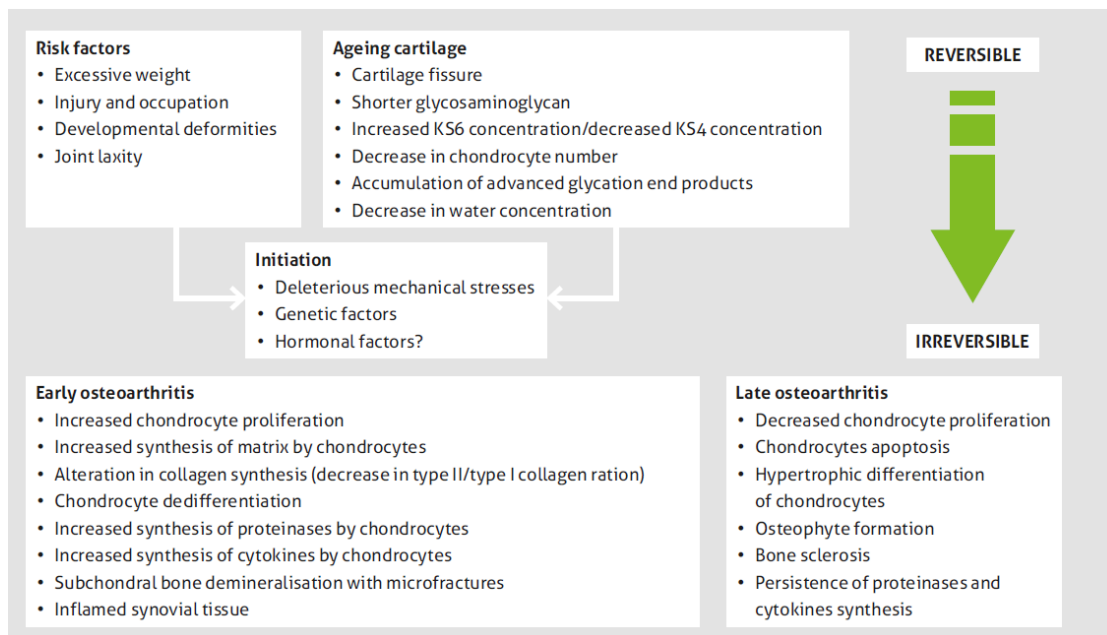 Risk factors
• Excessive weight
• Injury and occupation
• Developmental deformities
• Joint laxity
Ageing cartilage
• Cartilage fissure
• Shorter glycosaminoglycan
• Increased KS6 concentration/decreased KS4 concentration
• Decrease in chondrocyte number
• Accumulation of advanced glycation end products
• Decrease in water concentration
REVERSIBLE
Initiation
• Deleterious mechanical stresses
• Genetic factors
• Hormonal factors?
IRREVERSIBLE
Early osteoarthritis
• Increased chondrocyte proliferation
• Increased synthesis of matrix by chondrocytes
• Alteration in collagen synthesis (decrease in type II/type I collagen ration)
• Chondrocyte dedifferentiation
• Increased synthesis of proteinases by chondrocytes
• Increased synthesis of cytokines by chondrocytes
• Subchondral bone demineralisation with microfractures
• Inflamed synovial tissue
Late osteoarthritis
• Decreased chondrocyte proliferation
• Chondrocytes apoptosis
• Hypertrophic differentiation
of chondrocytes
• Osteophyte formation
• Bone sclerosis
• Persistence of proteinases and
cytokines synthesis